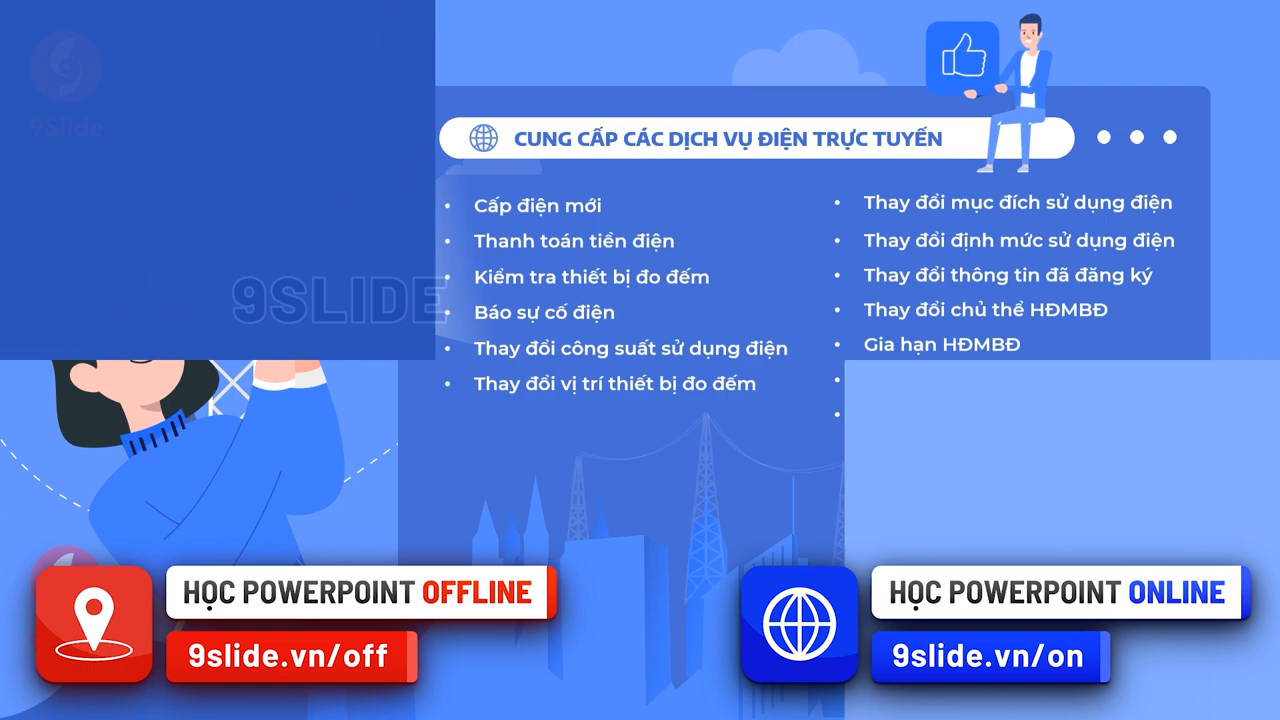 9Slide
CUNG CẤP CÁC DỊCH VỤ ĐIỆN TRỰC TUYẾN
9SLIDE
• Cấp điện mới
• Thanh toán tiền điện
• Kiểm tra thiết bị đo đếm
• Báo sự cố điện
• Thay đổi công suất sử dụng điện
• Thay đổi vị trí thiết bị đo đếm
• Thay đổi mục đích sử dụng điện
• Thay đổi định mức sử dụng điện
• Thay đổi thông tin đã đăng ký
• Thay đổi chủ thể HĐMBĐ
• Gia hạn HĐMBĐ
HỌC POWERPOINT OFFLINE
9slide.vn/off
HỌC POWERPOINT ONLINE
9slide.vn/on